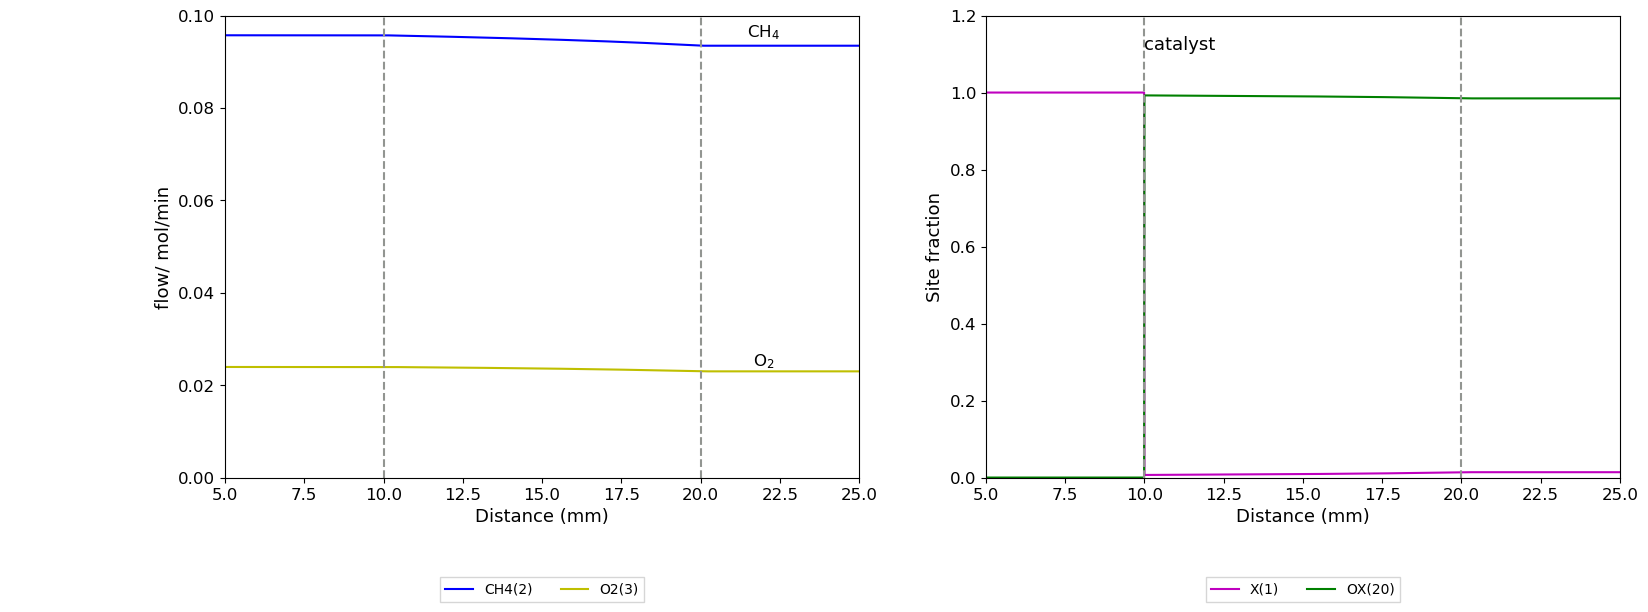 0.10
0.08
0.06
0.04
0.02
0.00
flow/ mol/min
CH₄
O₂
5.0 7.5 10.0 12.5 15.0 17.5 20.0 22.5 25.0
Distance (mm)
CH4(2) O2(3)
1.2
1.0
0.8
0.6
0.4
0.2
0.0
Site fraction
catalyst
5.0 7.5 10.0 12.5 15.0 17.5 20.0 22.5 25.0
Distance (mm)
X(1) OX(20)